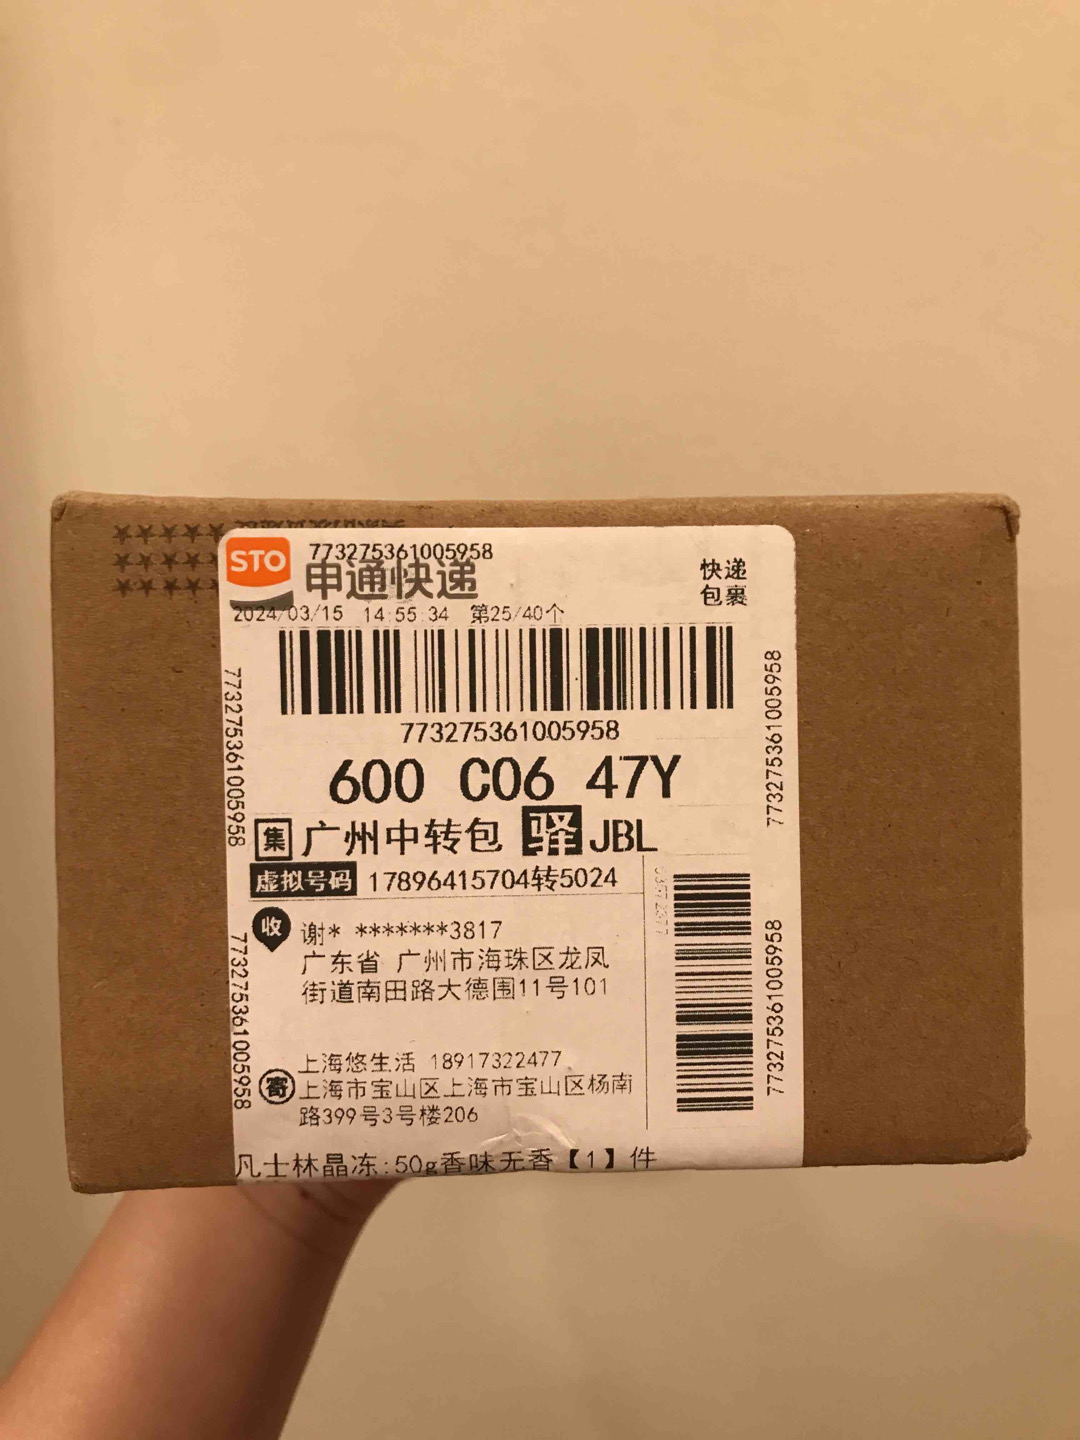 STO
773275361005958
申通快递
快递
包裹
2024/03/15 14:55:34 第25/40个
773275361005958
600 C06 47Y
集 广州中转包 驿 JBL
虚拟号码 17896415704转5024
收 谢* *******3817
广东省 广州市海珠区龙凤
街道南田路大德围11号101
寄 上海悠生活 18917322477
上海市宝山区上海市宝山区杨南
路399号3号楼206
凡士林晶冻:50g香味无香【1】件
773275361005958
773275361005958
773275361005958
773275361005958